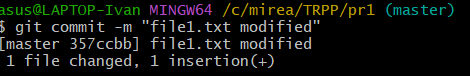 asus@LAPTOP-Ivan MINGW64 /c/mirea/TRPP/pr1 (master)
$ git commit -m "file1.txt modified"
[master 357ccbb] file1.txt modified
1 file changed, 1 insertion(+)